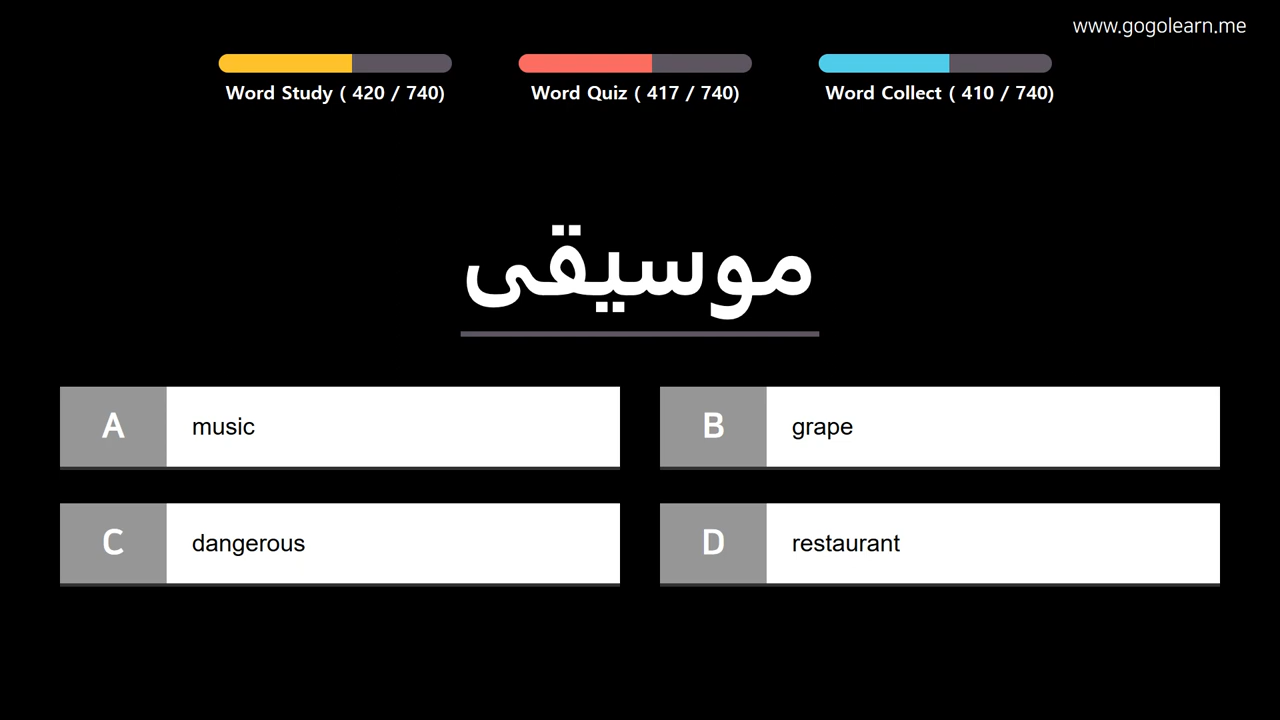 www.gogolearn.me
Word Study ( 420 / 740)
Word Quiz ( 417 / 740)
Word Collect ( 410 / 740)
موسيقى
A music
B grape
C dangerous
D restaurant